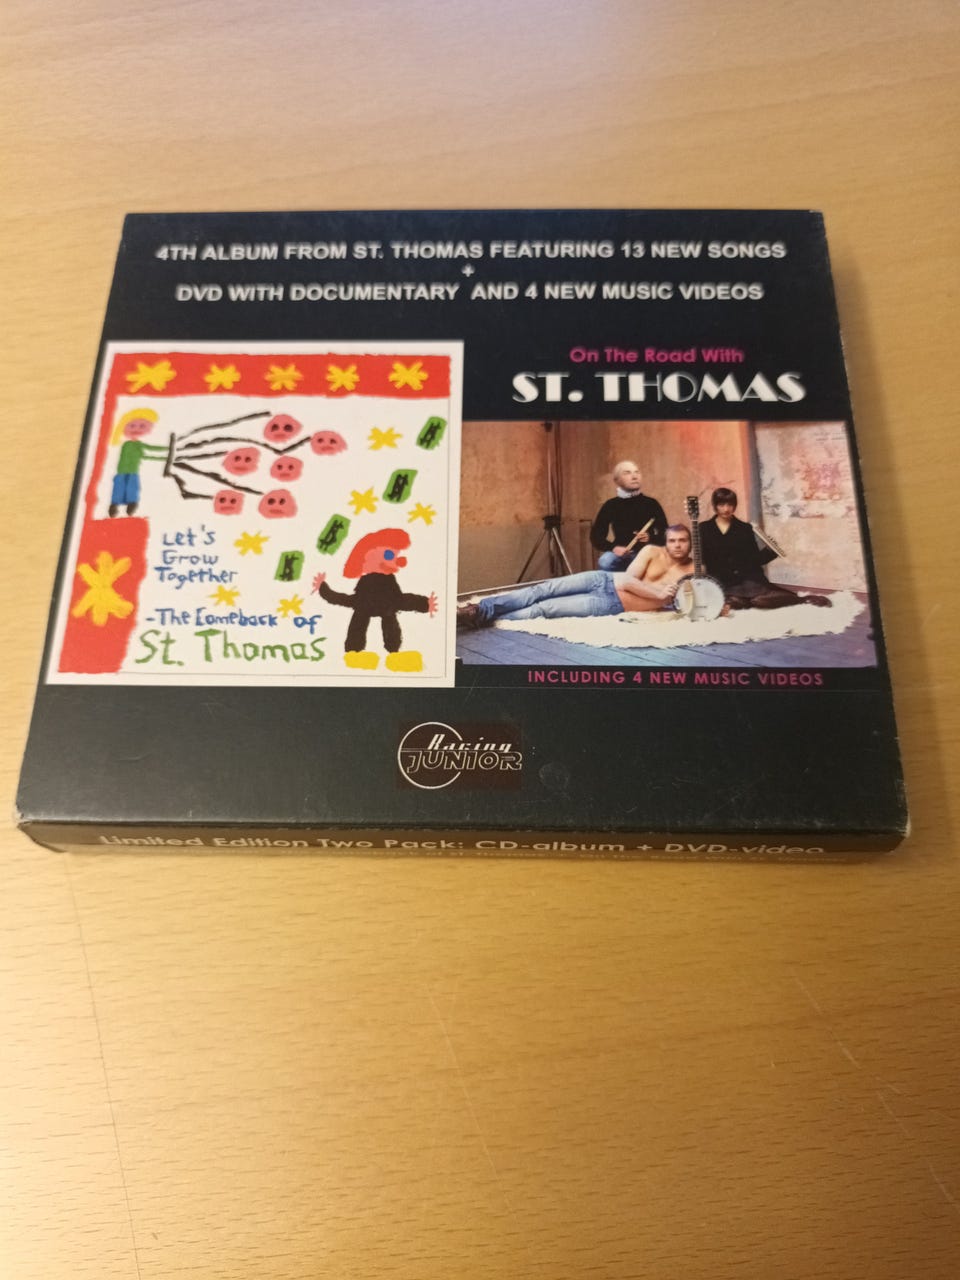 4TH ALBUM FROM ST. THOMAS FEATURING 13 NEW SONGS
+
DVD WITH DOCUMENTARY AND 4 NEW MUSIC VIDEOS
Let's
Grow
Together
-The Comeback of
St. Thomas
$
$
$
$
On The Road With
ST. THOMAS
INCLUDING 4 NEW MUSIC VIDEOS
Racing
JUNIOR
Limited Edition Two Pack: CD-album + DVD-video